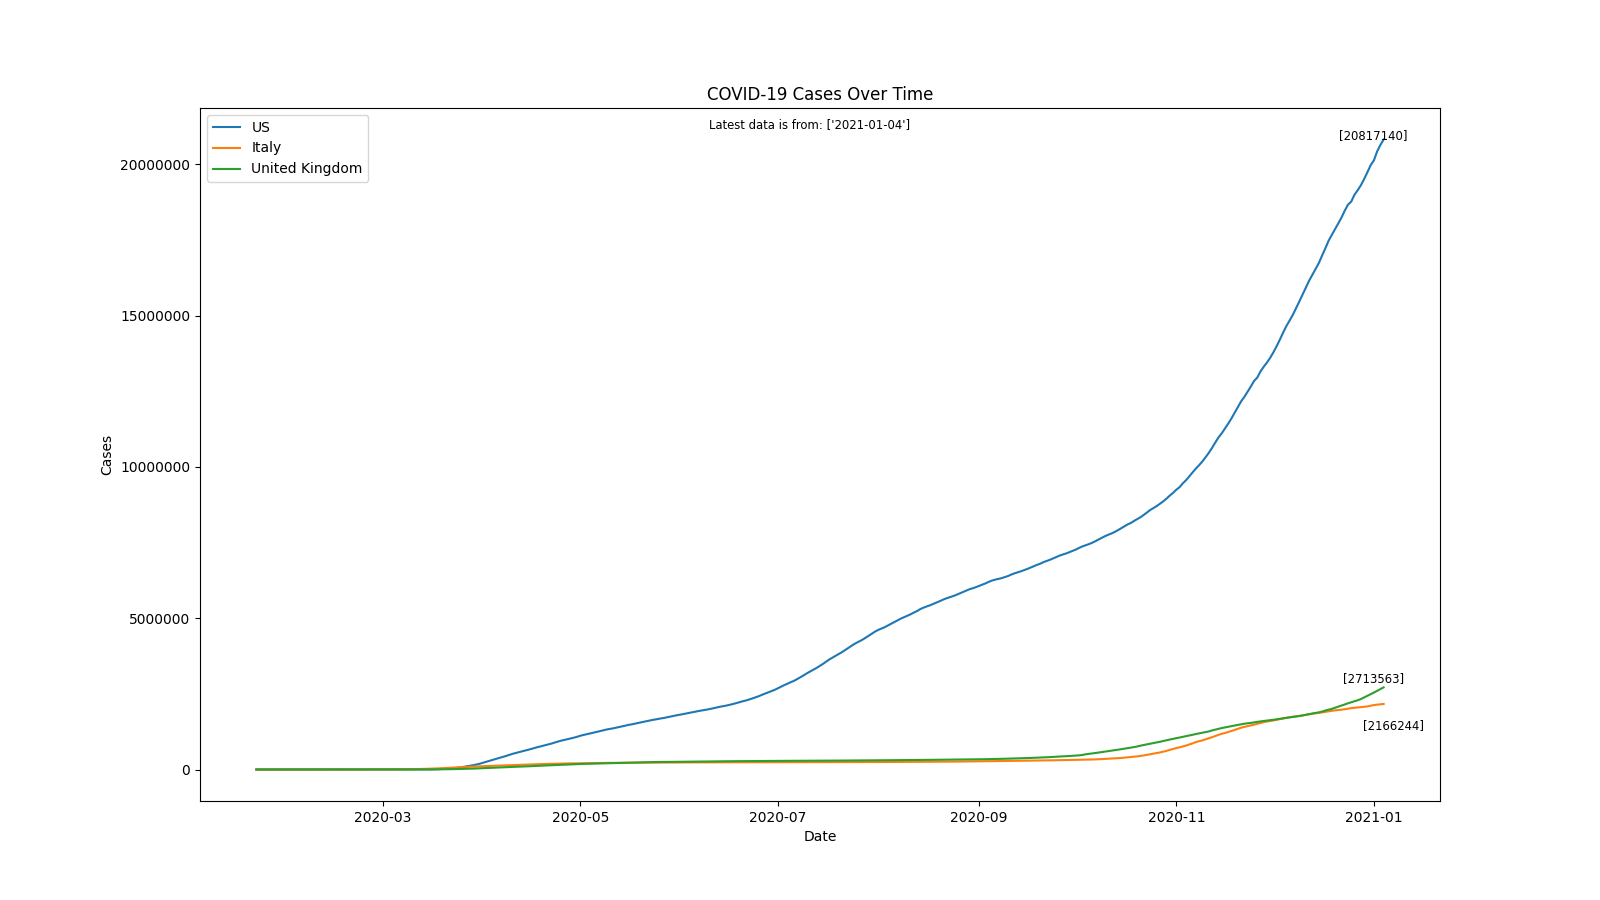 COVID-19 Cases Over Time
Latest data is from: ['2021-01-04']
US
Italy
United Kingdom
[20817140]
[2713563]
[2166244]
Cases
20000000
15000000
10000000
5000000
0
2020-03 2020-05 2020-07 2020-09 2020-11 2021-01
Date